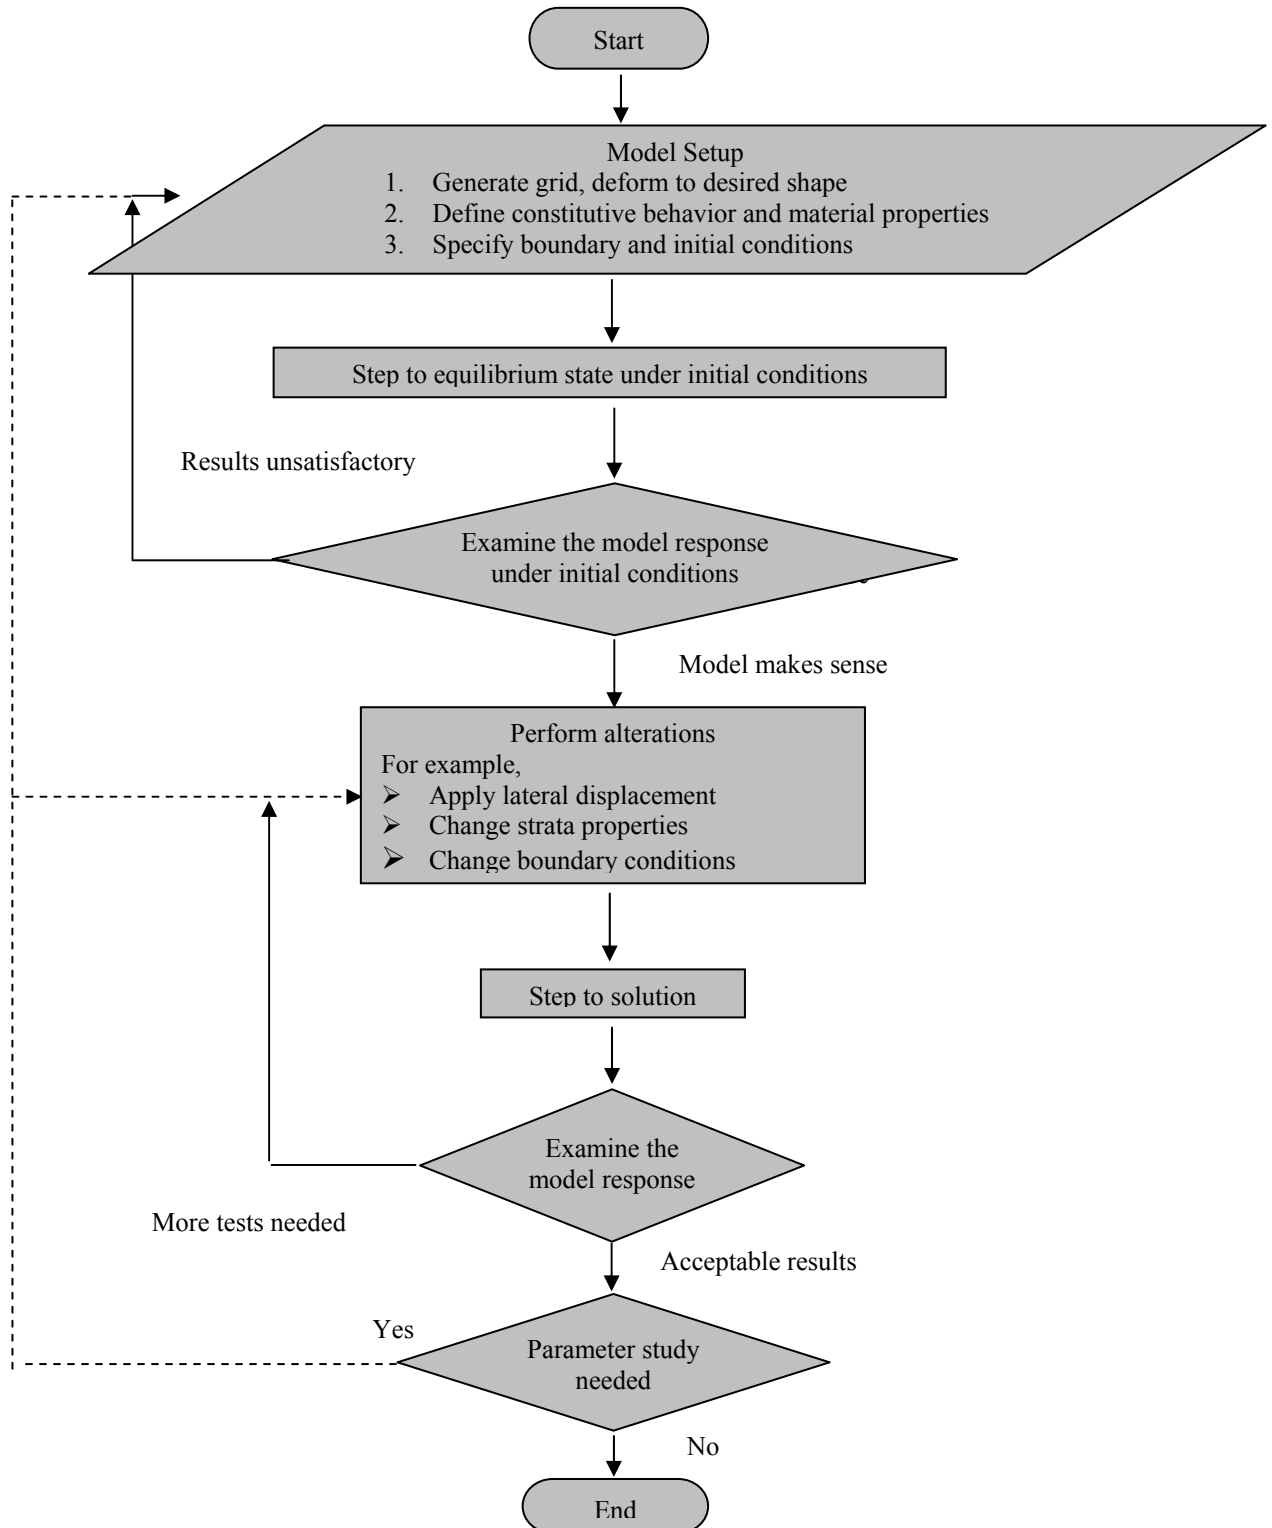 Start
Model Setup
1. Generate grid, deform to desired shape
2. Define constitutive behavior and material properties
3. Specify boundary and initial conditions
Step to equilibrium state under initial conditions
Results unsatisfactory
Examine the model response
under initial conditions
Model makes sense
Perform alterations
For example,
➢ Apply lateral displacement
➢ Change strata properties
➢ Change boundary conditions
Step to solution
Examine the
model response
More tests needed
Acceptable results
Yes
Parameter study
needed
No
End